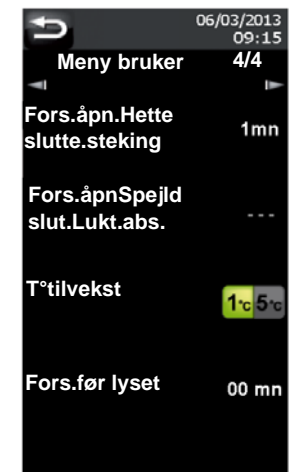 06/03/2013
09:15
Meny bruker 4/4
Fors.åpn.Hette
slutte.steking
1mn
Fors.åpnSpejld
slut.Lukt.abs.
---
T°tilvekst
1°c 5°c
Fors.før lyset
00 mn